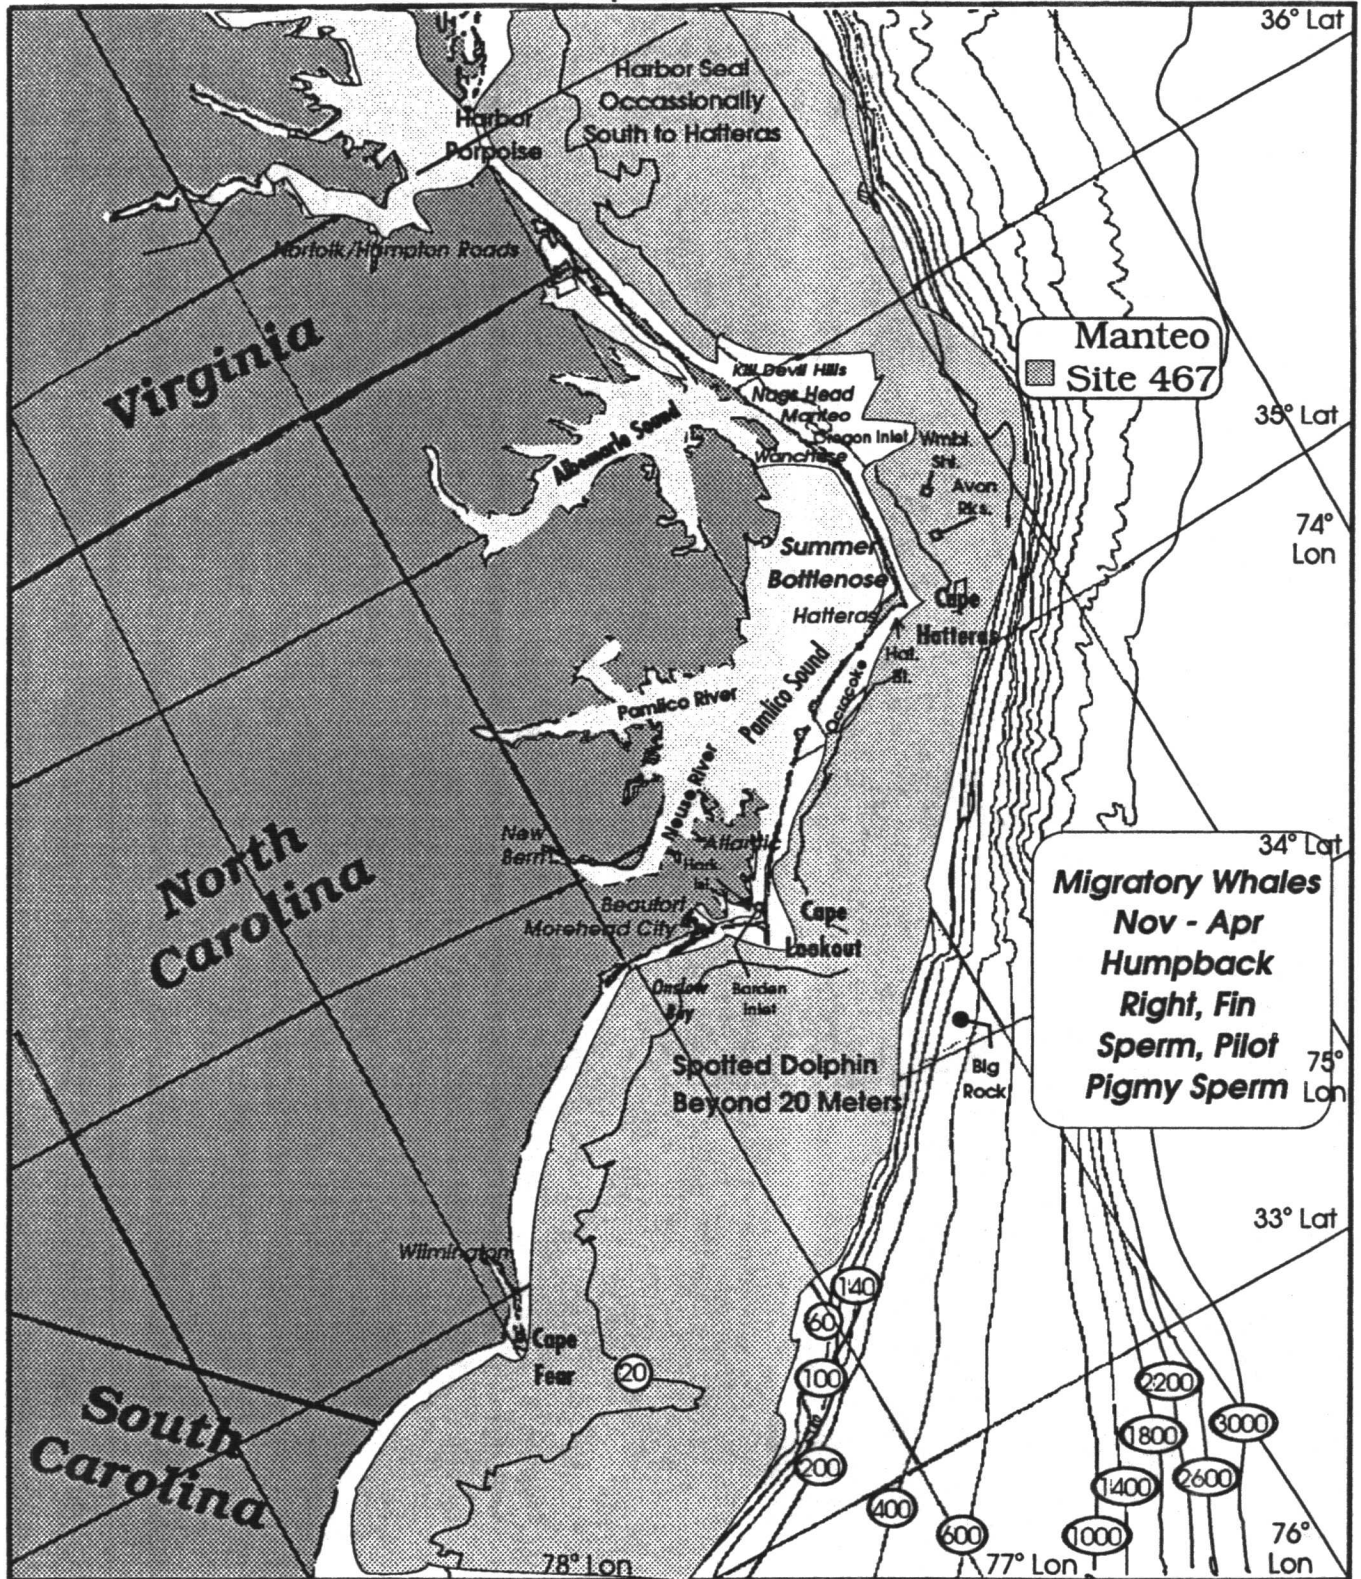 36° Lat
Harbor Seal
Occassionally
South to Hatteras
Harbor
Porpoise
Norfolk/Hampton Roads
Virginia
Manteo
Site 467
Kill Devil Hills
Nags Head
Manteo
Oregon Inlet
Wanchese
Wmbl.
Shl.
Avon
Rks.
35° Lat
74°
Lon
Albemarle Sound
Summer
Bottlenose
Hatteras
Cape
Hatteras
Hat.
Ocracoke
Pamlico Sound
Pamlico River
Neuse River
New
Bern
Atlantic
Hark.
Isl.
Beaufort
Morehead City
Cape
Lookout
Onslow
Bay
Barden
Inlet
North
Carolina
34° Lat
Migratory Whales
Nov - Apr
Humpback
Right, Fin
Sperm, Pilot
Pigmy Sperm
75°
Lon
Big
Rock
Spotted Dolphin
Beyond 20 Meters
33° Lat
Wilmington
Cape
Fear
South
Carolina
20
140
60
100
200
400
600
1000
1400
1800
2200
2600
3000
78° Lon
77° Lon
76°
Lon